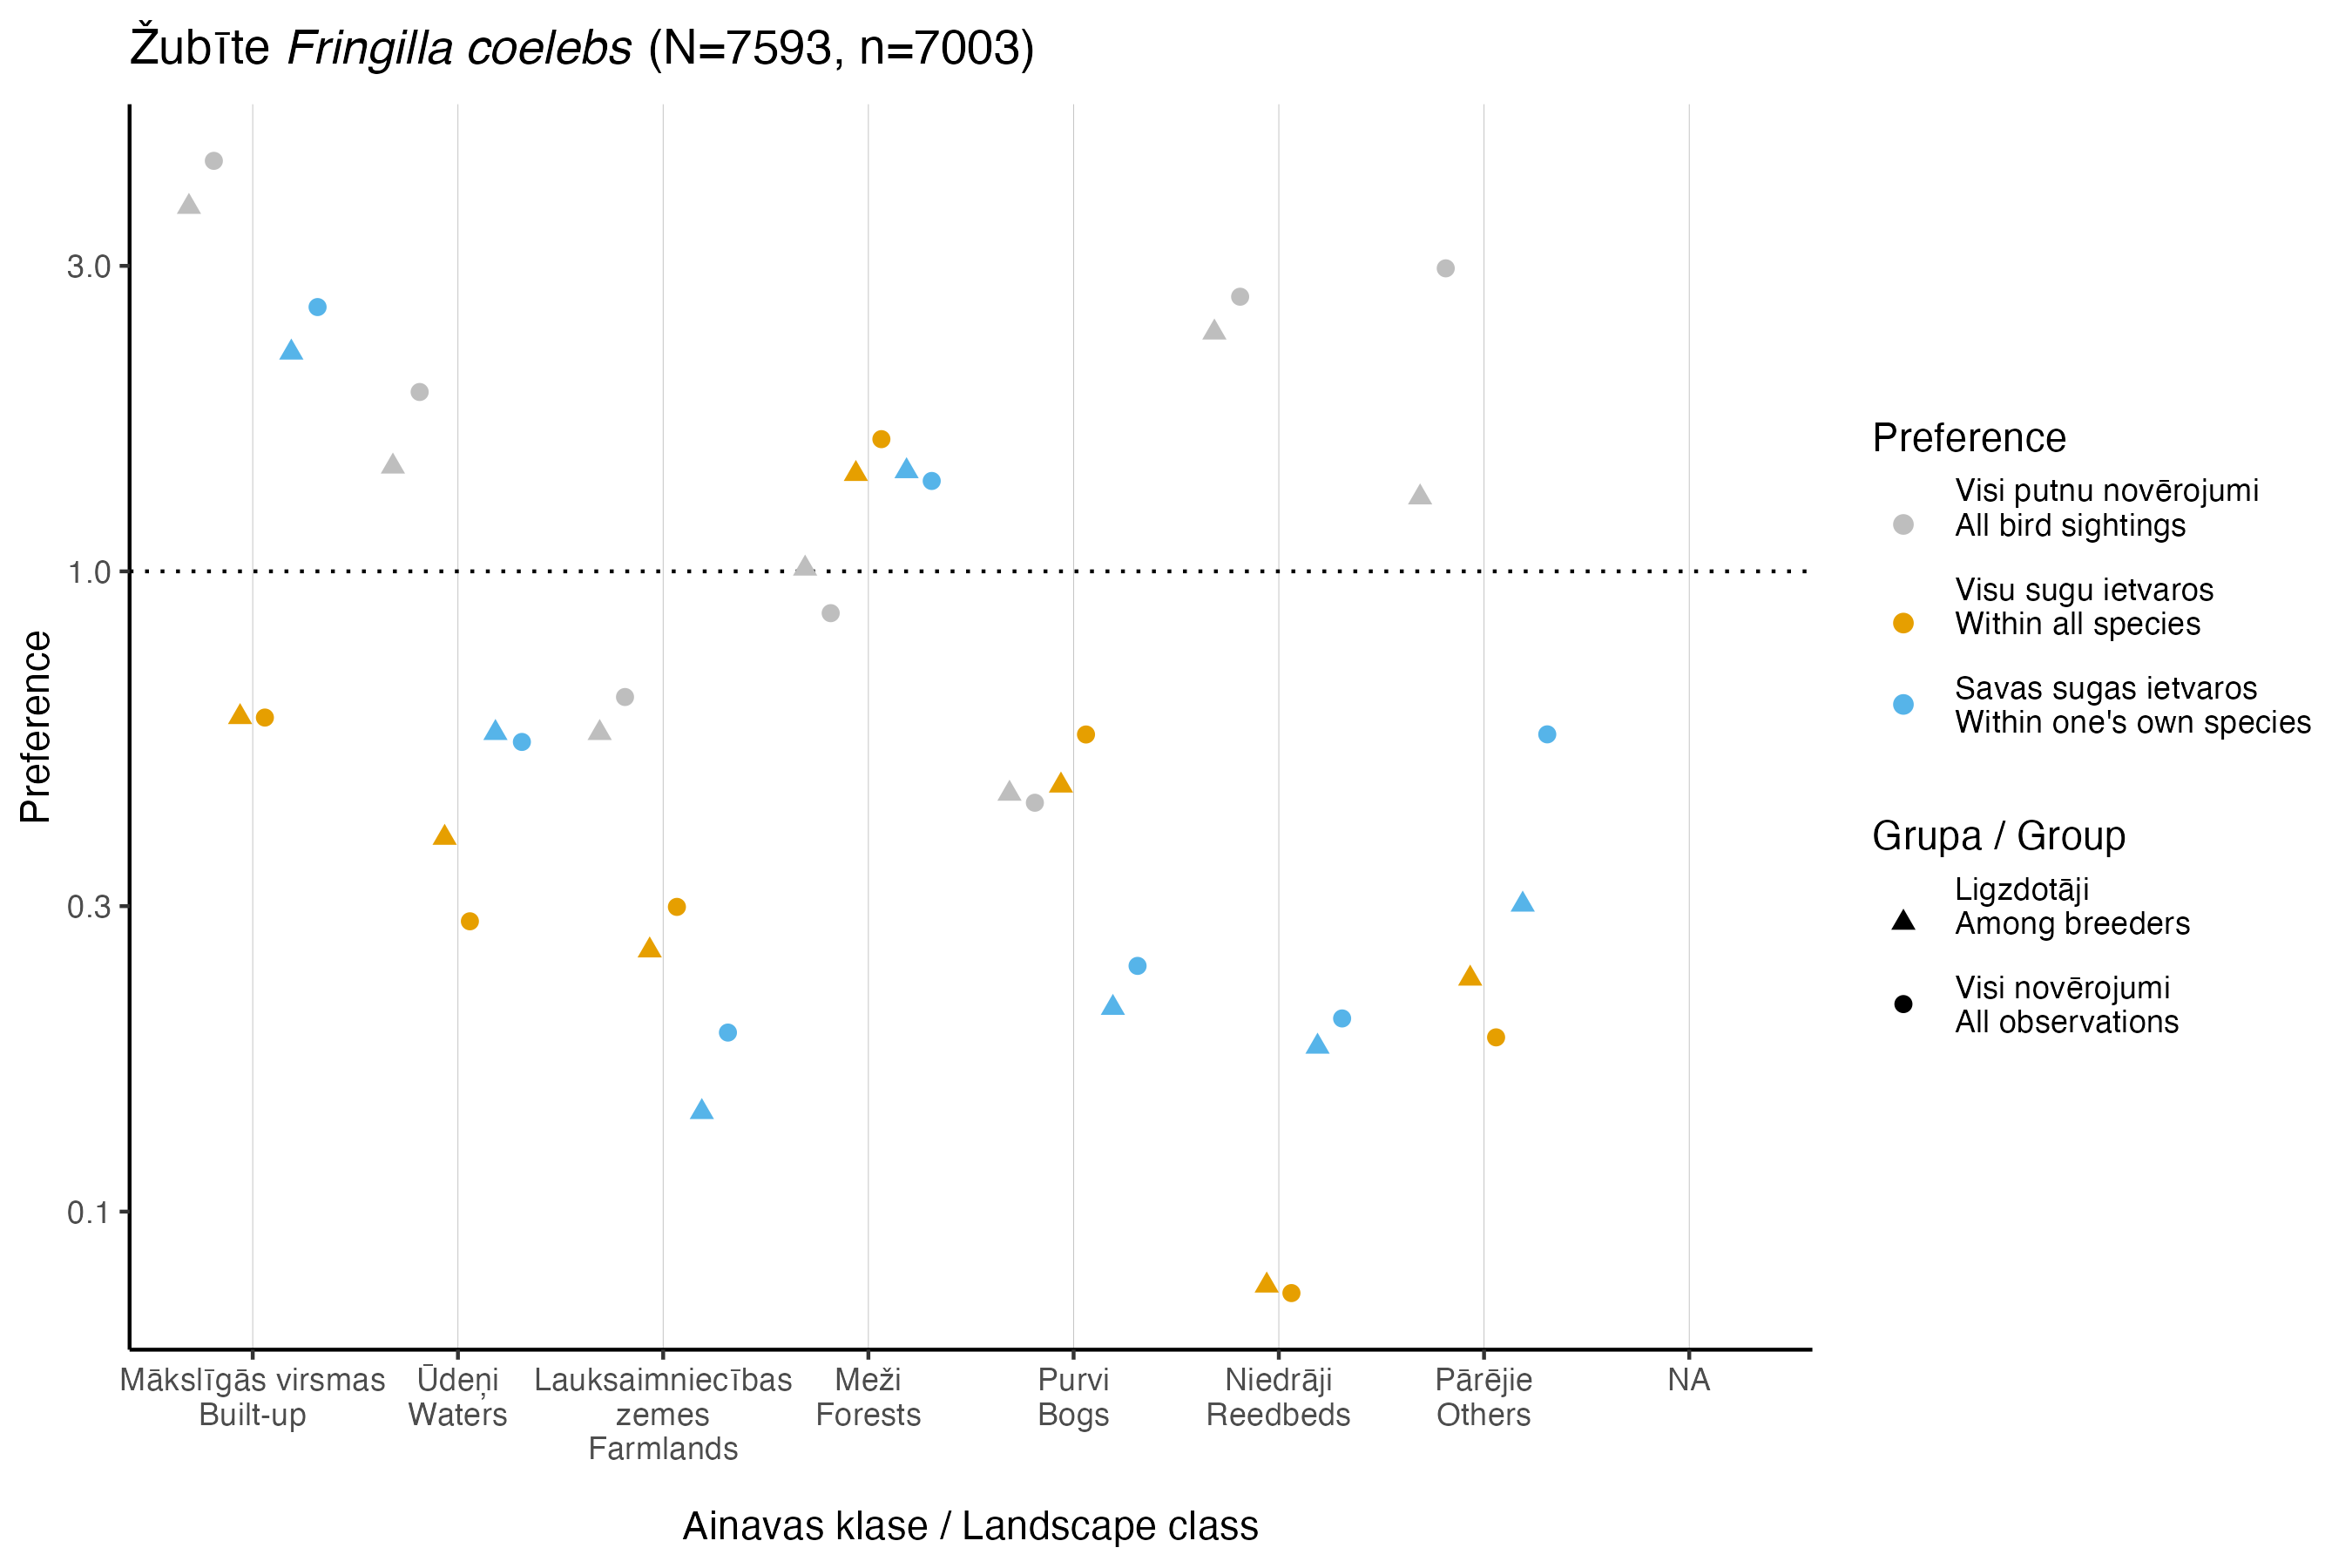 Žubīte Fringilla coelebs (N=7593, n=7003)
Preference
3.0
1.0
0.3
0.1
Mākslīgās virsmas
Built-up
Ūdeņi
Waters
Lauksaimniecības
zemes
Farmlands
Meži
Forests
Purvi
Bogs
Niedrāji
Reedbeds
Pārējie
Others
NA
Ainavas klase / Landscape class
Preference
Visi putnu novērojumi
All bird sightings
Visu sugu ietvaros
Within all species
Savas sugas ietvaros
Within one's own species
Grupa / Group
Ligzdotāji
Among breeders
Visi novērojumi
All observations